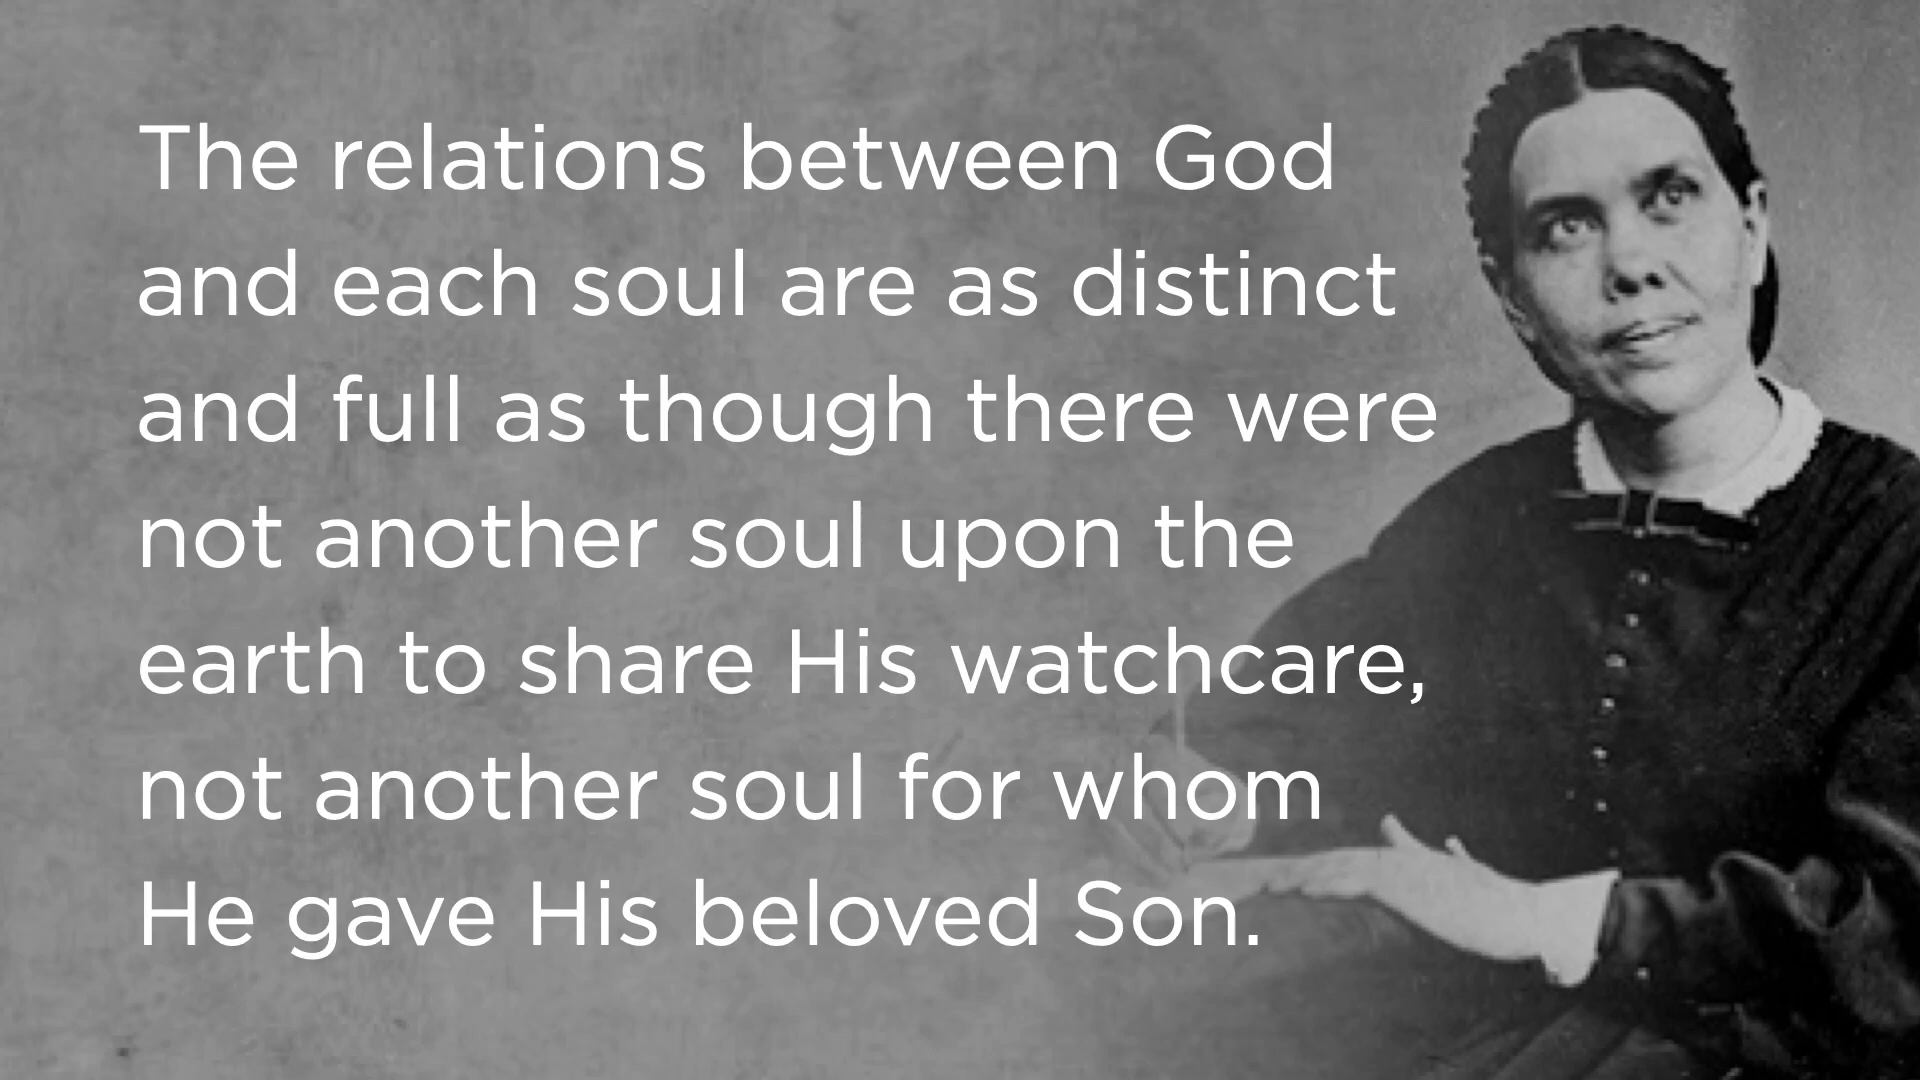 The relations between God
and each soul are as distinct
and full as though there were
not another soul upon the
earth to share His watchcare,
not another soul for whom
He gave His beloved Son.